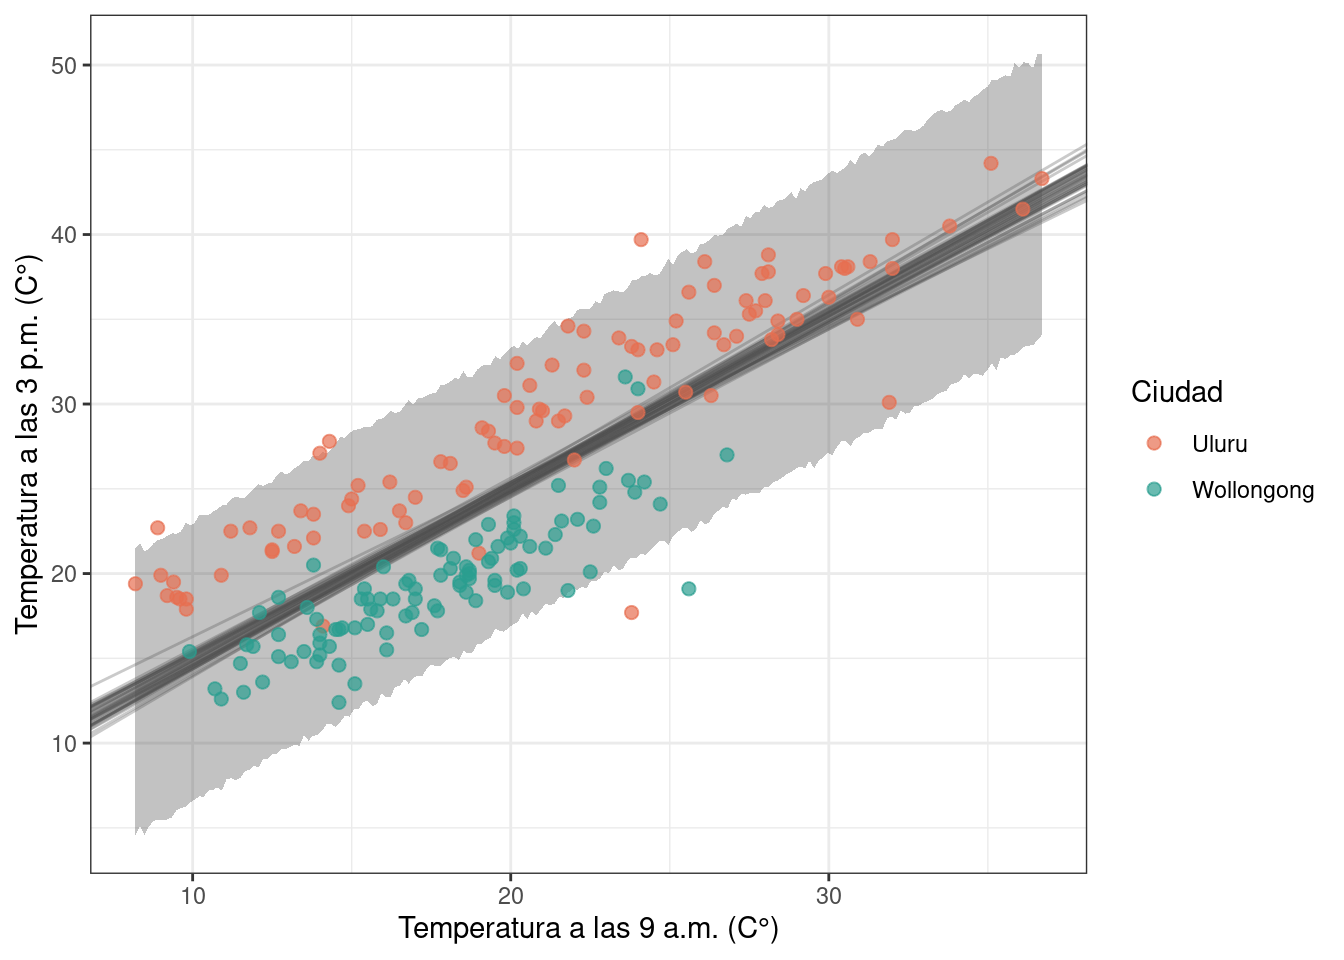 50
40
30
20
10
10
20
30
Temperatura a las 3 p.m. (C°)
Temperatura a las 9 a.m. (C°)
Ciudad
Uluru
Wollongong